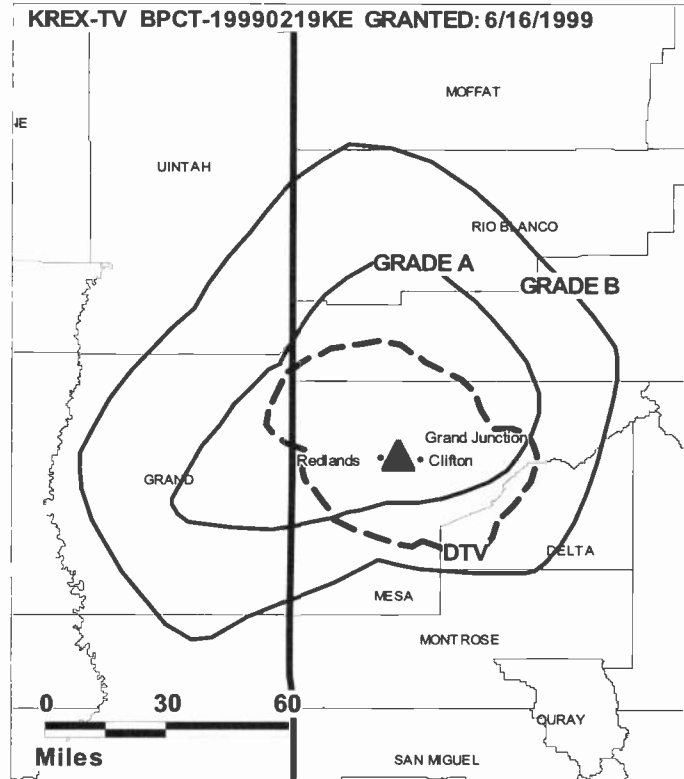 KREX-TV BPCT-19990219KE GRANTED: 6/16/1999
MOFFAT
NE
UINTAH
RIO BLANCO
GRADE A
GRADE B
Grand Junction
Redlands
Clifton
GRAND
DTV
DELTA
MESA
MONTROSE
0 30 60
OURAY
Miles
SAN MIGUEL